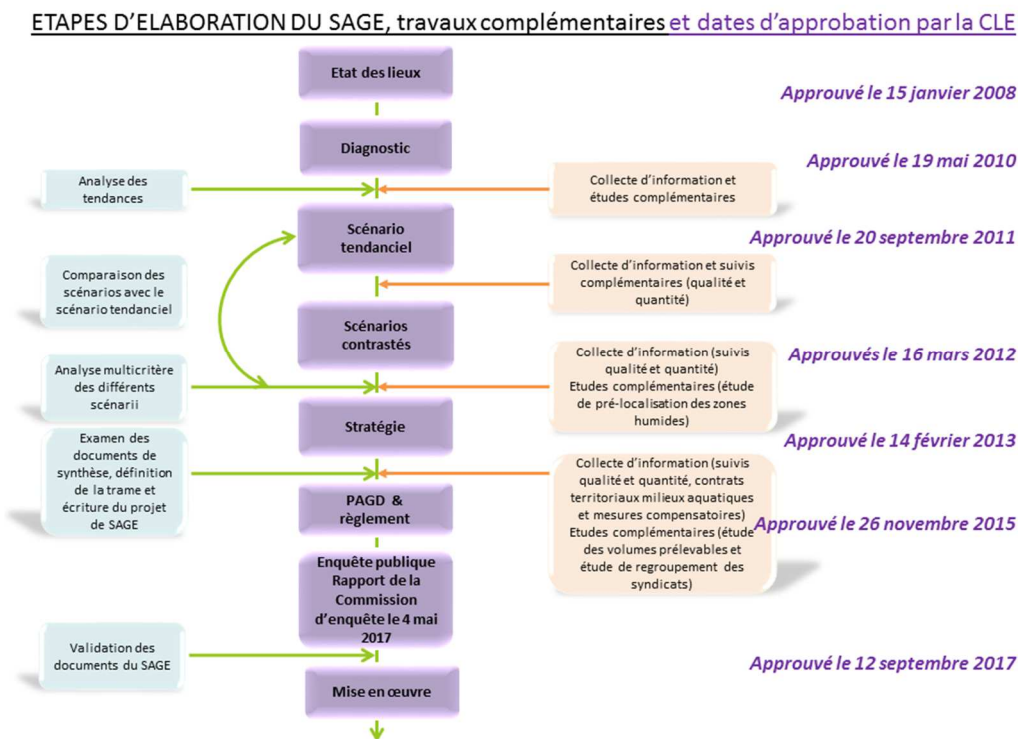 ETAPES D'ELABORATION DU SAGE, travaux complémentaires et dates d'approbation par la CLE
Etat des lieux
Approuvé le 15 janvier 2008
Diagnostic
Approuvé le 19 mai 2010
Analyse des
tendances
Collecte d'information et
études complémentaires
Scénario
tendanciel
Approuvé le 20 septembre 2011
Comparaison des
scénarios avec le
scénario tendanciel
Collecte d'information et suivis
complémentaires (qualité et
quantité)
Scénarios
contrastés
Approuvés le 16 mars 2012
Analyse multicritère
des différents
scénarii
Collecte d'information (suivis
qualité et quantité)
Etudes complémentaires (étude
de pré-localisation des zones
humides)
Stratégie
Approuvé le 14 février 2013
Examen des
documents de
synthèse, définition
de la trame et
écriture du projet
de SAGE
Collecte d'information (suivis
qualité et quantité, contrats
territoriaux milieux aquatiques
et mesures compensatoires)
Etudes complémentaires (étude
des volumes prélevables et
étude de regroupement des
syndicats)
PAGD &
règlement
Approuvé le 26 novembre 2015
Enquête publique
Rapport de la
Commission
d'enquête le 4 mai
2017
Validation des
documents du SAGE
Approuvé le 12 septembre 2017
Mise en œuvre